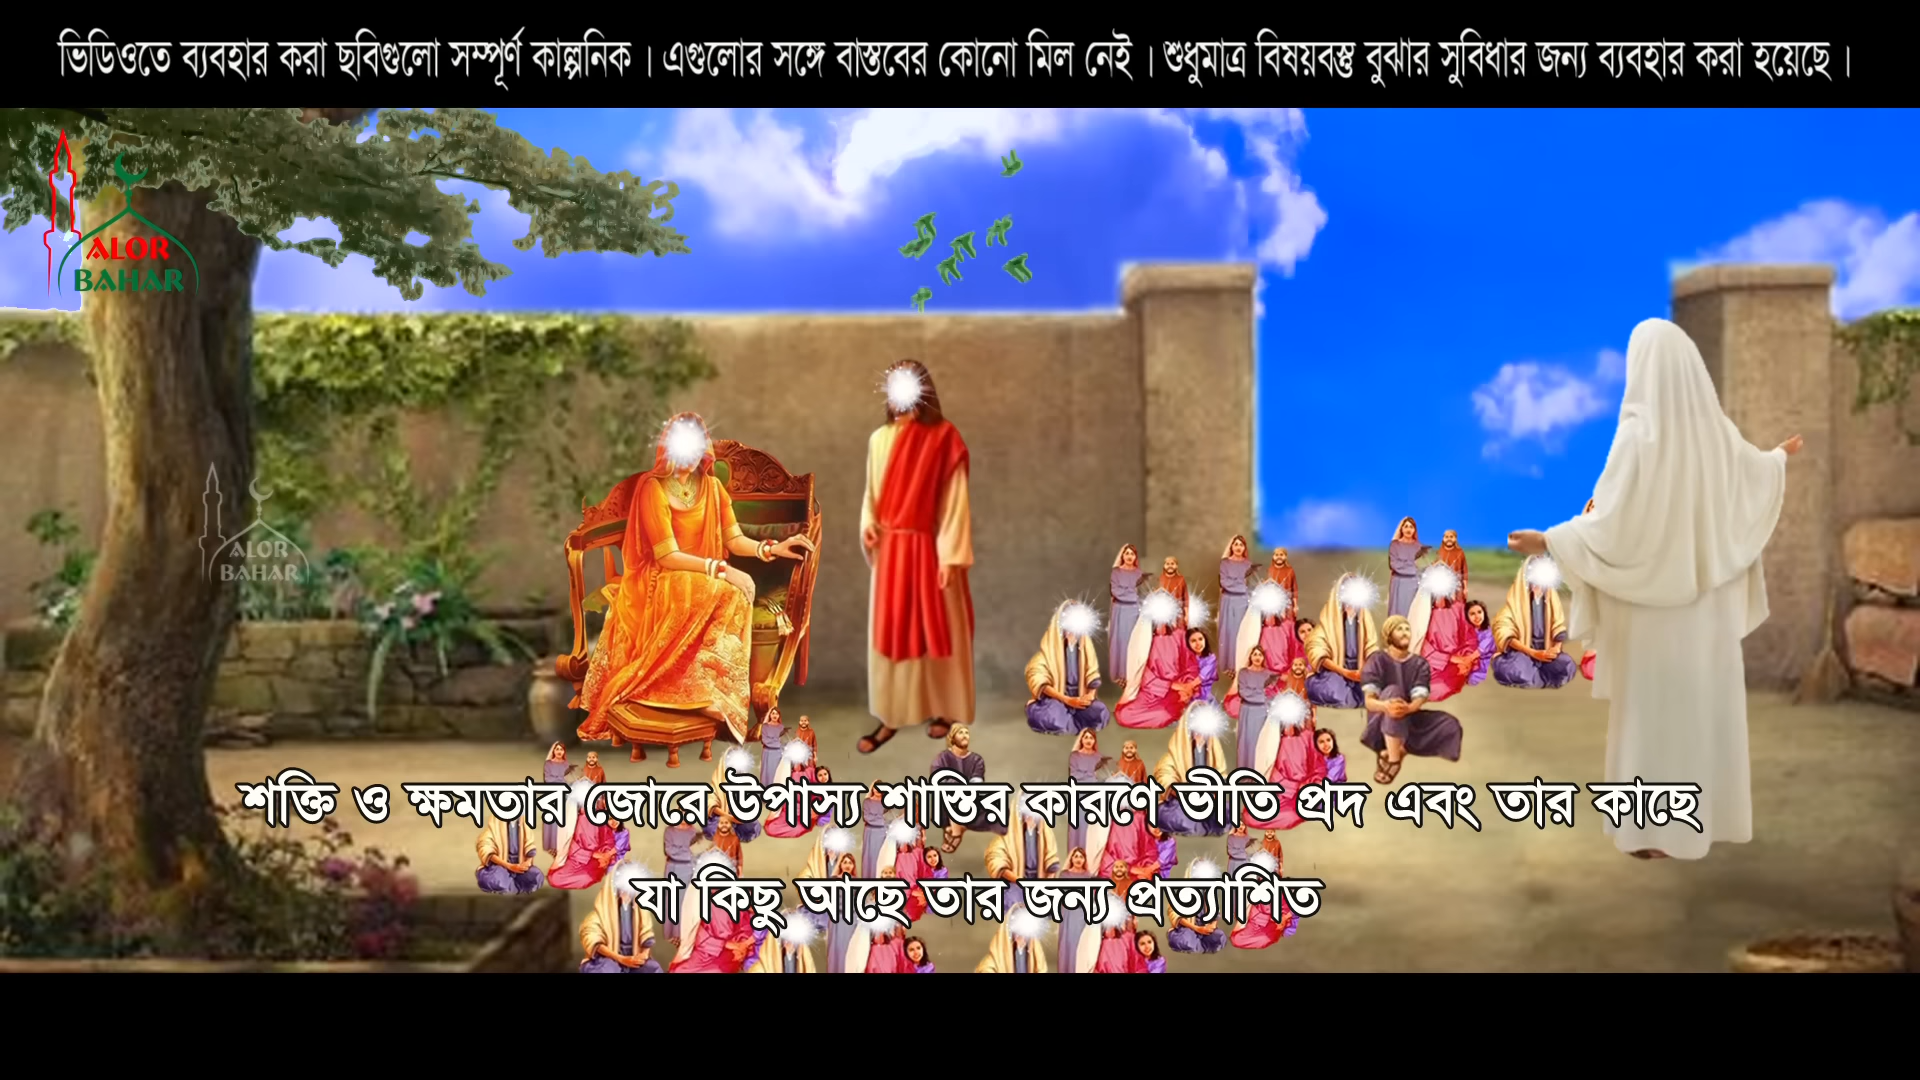 ভিডিওতে ব্যবহার করা ছবিগুলো সম্পূর্ণ কাল্পনিক। এগুলোর সঙ্গে বাস্তবের কোনো মিল নেই। শুধুমাত্র বিষয়বস্তু বুঝার সুবিধার জন্য ব্যবহার করা হয়েছে।
ALOR
BAHAR
ALOR
BAHAR
শক্তি ও ক্ষমতার জোরে উপাস্য শাস্তির কারণে ভীতি প্রদ এবং তার কাছে
যা কিছু আছে তার জন্য প্রত্যাশিত